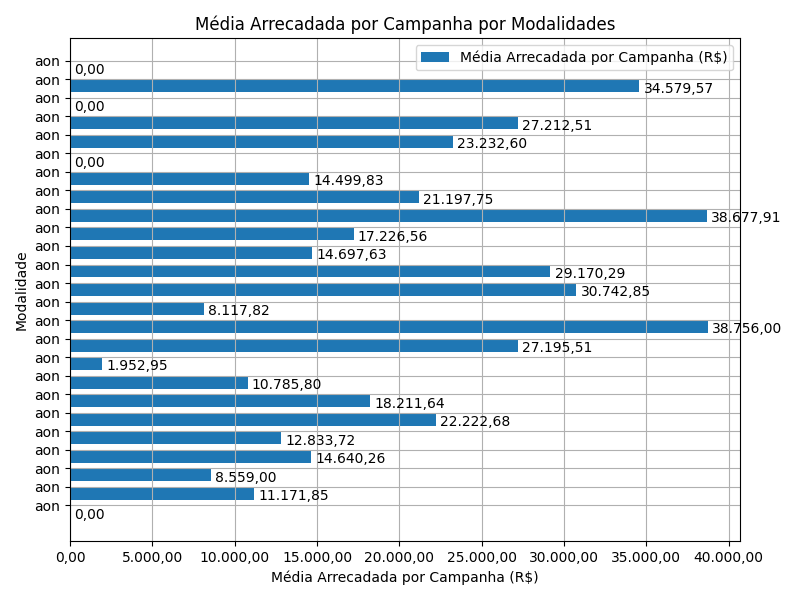 Média Arrecadada por Campanha por Modalidades
Média Arrecadada por Campanha (R$)
aon 0,00
aon 34.579,57
aon 0,00
aon 27.212,51
aon 23.232,60
aon 0,00
aon 14.499,83
aon 21.197,75
aon 38.677,91
aon 17.226,56
aon 14.697,63
aon 29.170,29
aon 30.742,85
aon 8.117,82
aon 38.756,00
aon 27.195,51
aon 1.952,95
aon 10.785,80
aon 18.211,64
aon 22.222,68
aon 12.833,72
aon 14.640,26
aon 8.559,00
aon 11.171,85
aon 0,00
Modalidade
0,00 5.000,00 10.000,00 15.000,00 20.000,00 25.000,00 30.000,00 35.000,00 40.000,00
Média Arrecadada por Campanha (R$)